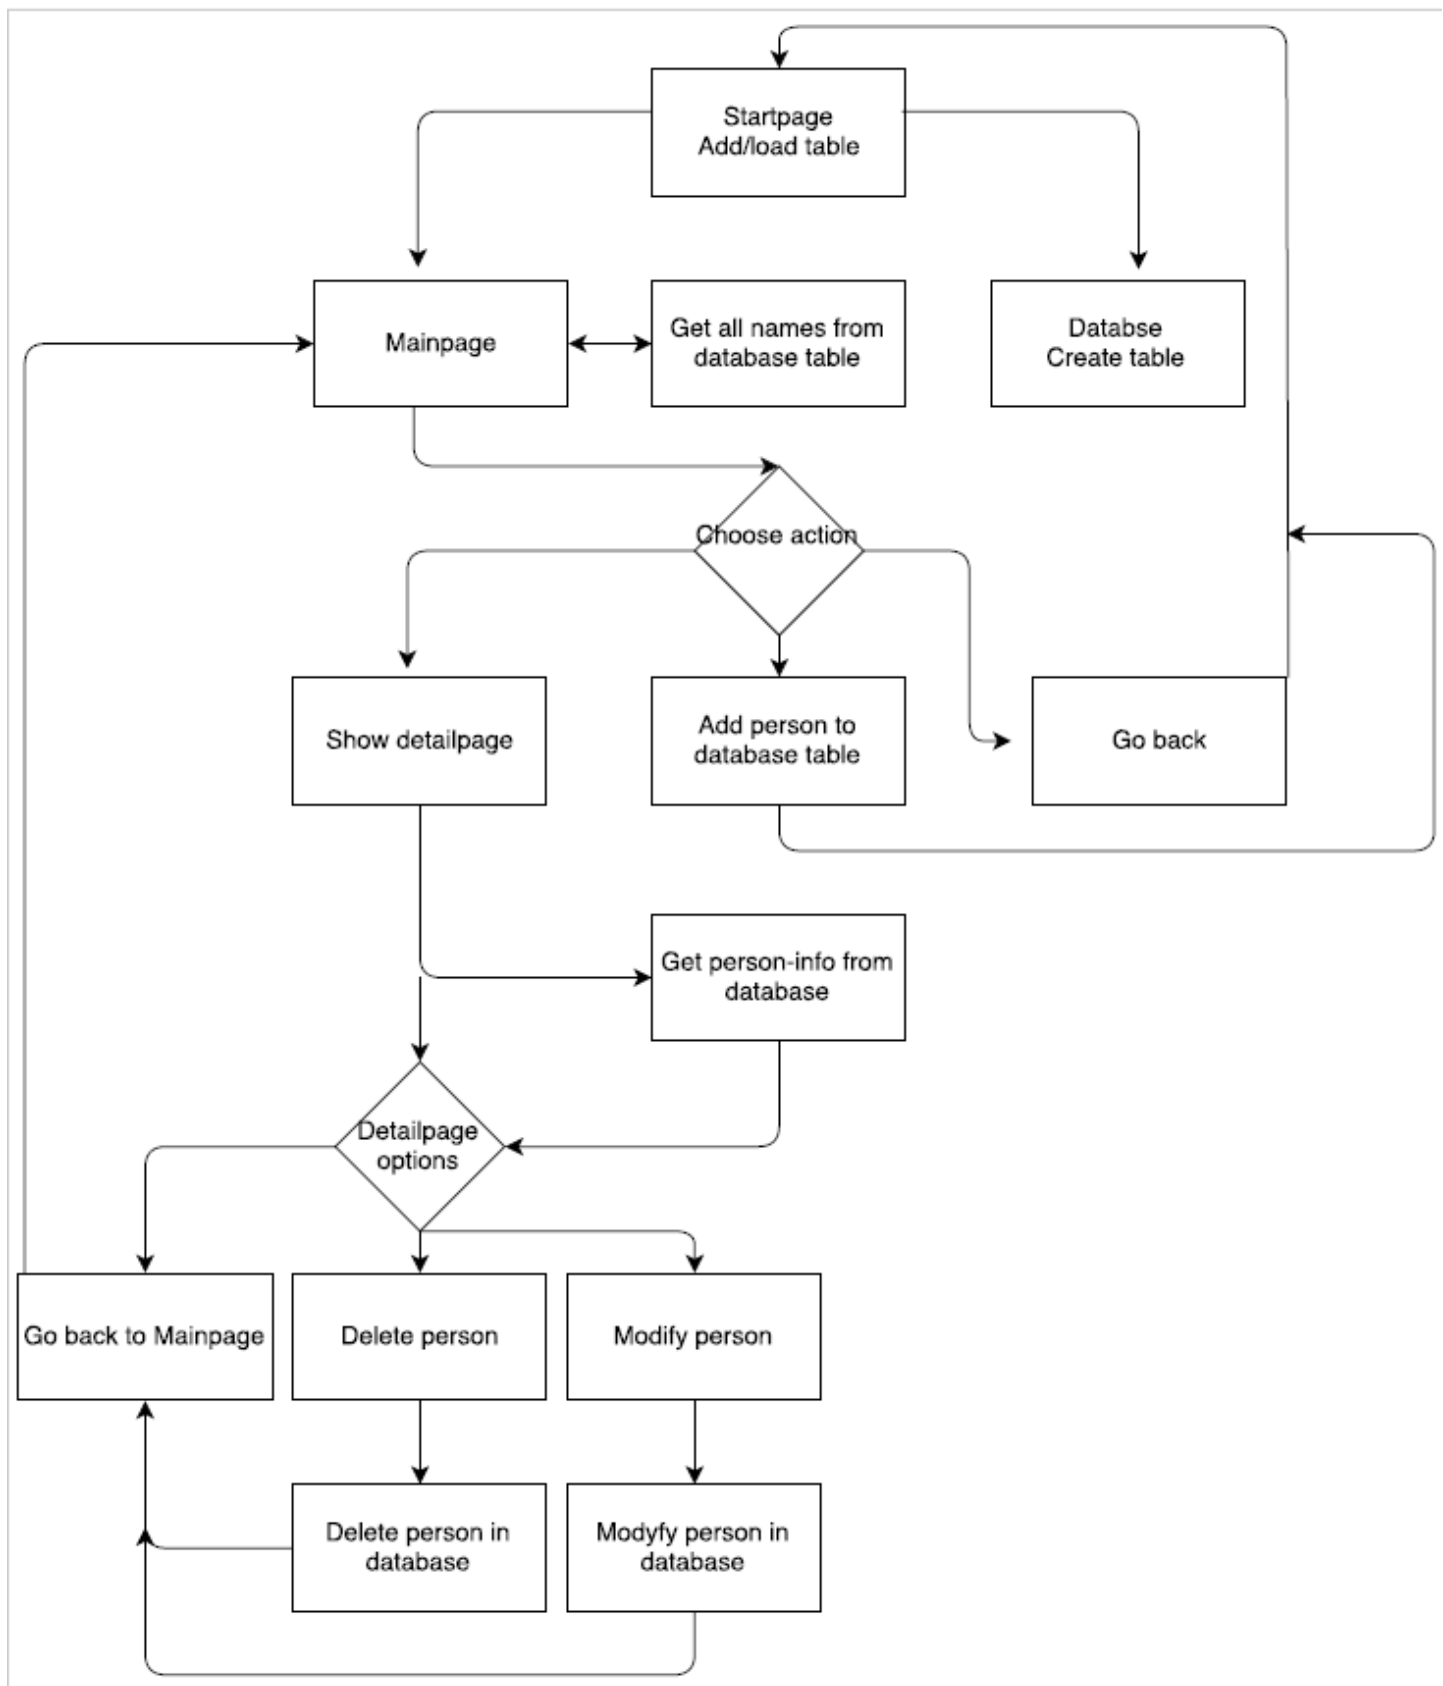 Startpage
Add/load table
Mainpage
Get all names from
database table
Databse
Create table
Choose action
Show detailpage
Add person to
database table
Go back
Get person-info from
database
Detailpage
options
Go back to Mainpage
Delete person
Modify person
Delete person in
database
Modyfy person in
database